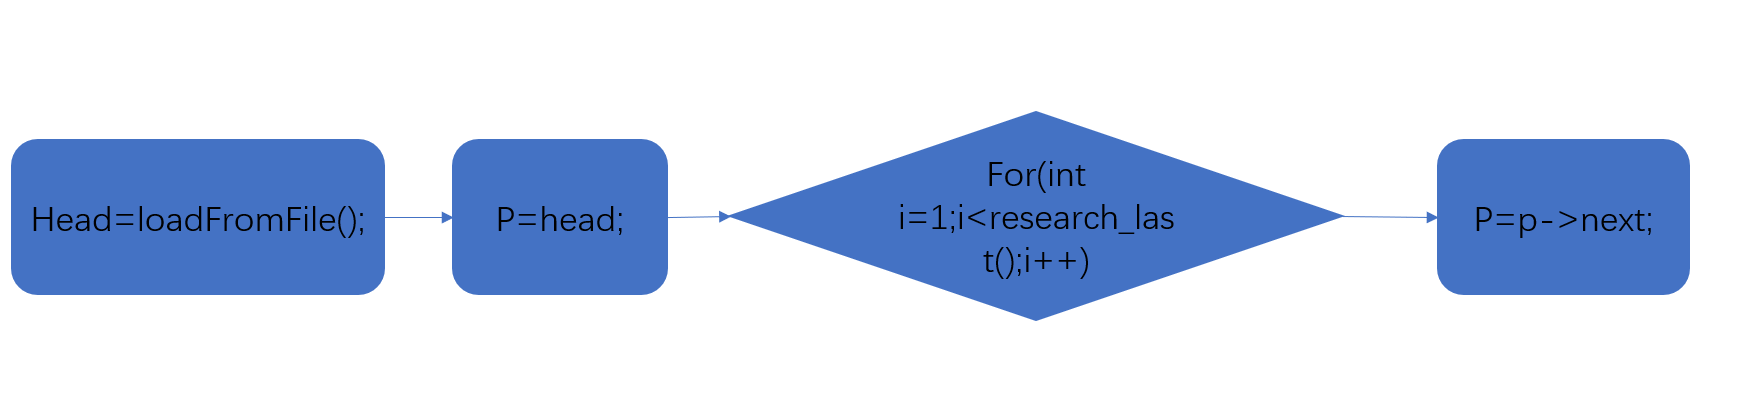 Head=loadFromFile();
P=head;
For(int
i=1;i<research_las
t();i++)
P=p->next;